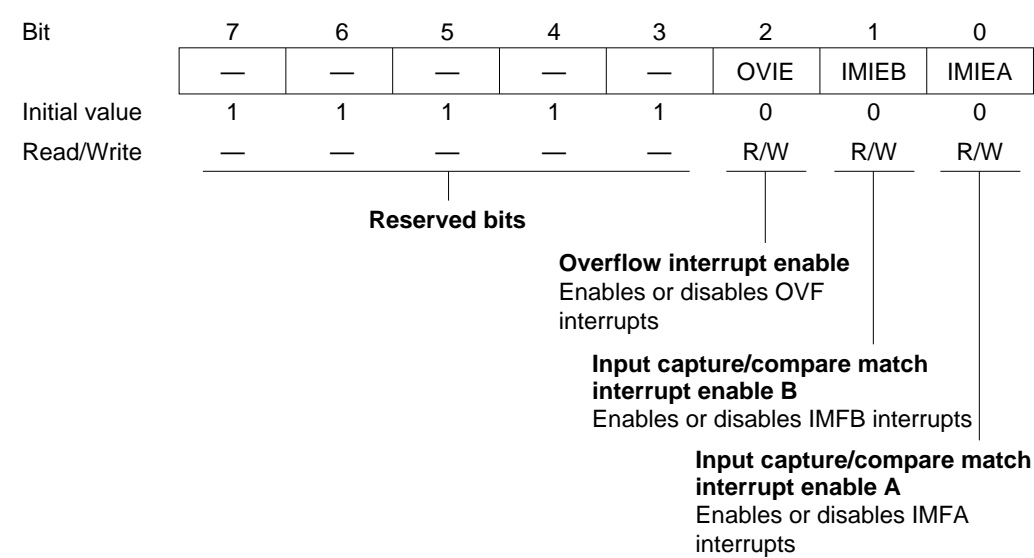 Bit 7 6 5 4 3 2 1 0
— — — — — OVIE IMIEB IMIEA
Initial value 1 1 1 1 1 0 0 0
Read/Write — — — — — R/W R/W R/W
Reserved bits
Overflow interrupt enable
Enables or disables OVF
interrupts
Input capture/compare match
interrupt enable B
Enables or disables IMFB interrupts
Input capture/compare match
interrupt enable A
Enables or disables IMFA
interrupts